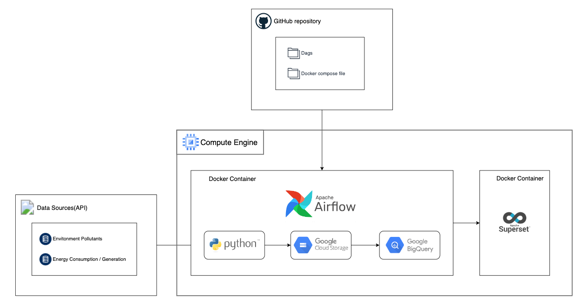 GitHub repository
Dags
Docker compose file
Compute Engine
Docker Container
Docker Container
Apache
Airflow
Data Sources(API)
Environment Pollutants
Energy Consumption / Generation
python
Google
Cloud Storage
Google
BigQuery
Superset